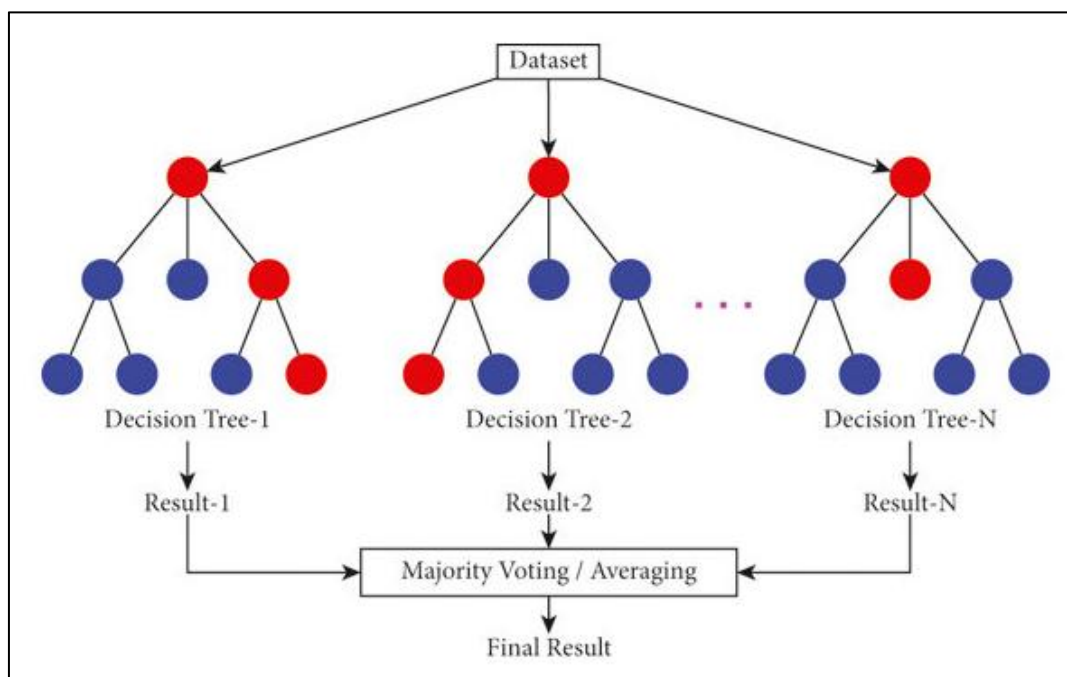 Dataset
Decision Tree-1
Decision Tree-2
Decision Tree-N
Result-1
Result-2
Result-N
Majority Voting / Averaging
Final Result